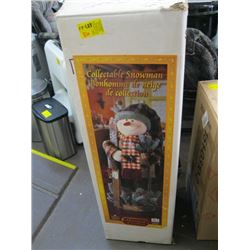 Collectable Snowman
Bonhomme de neige
de collection